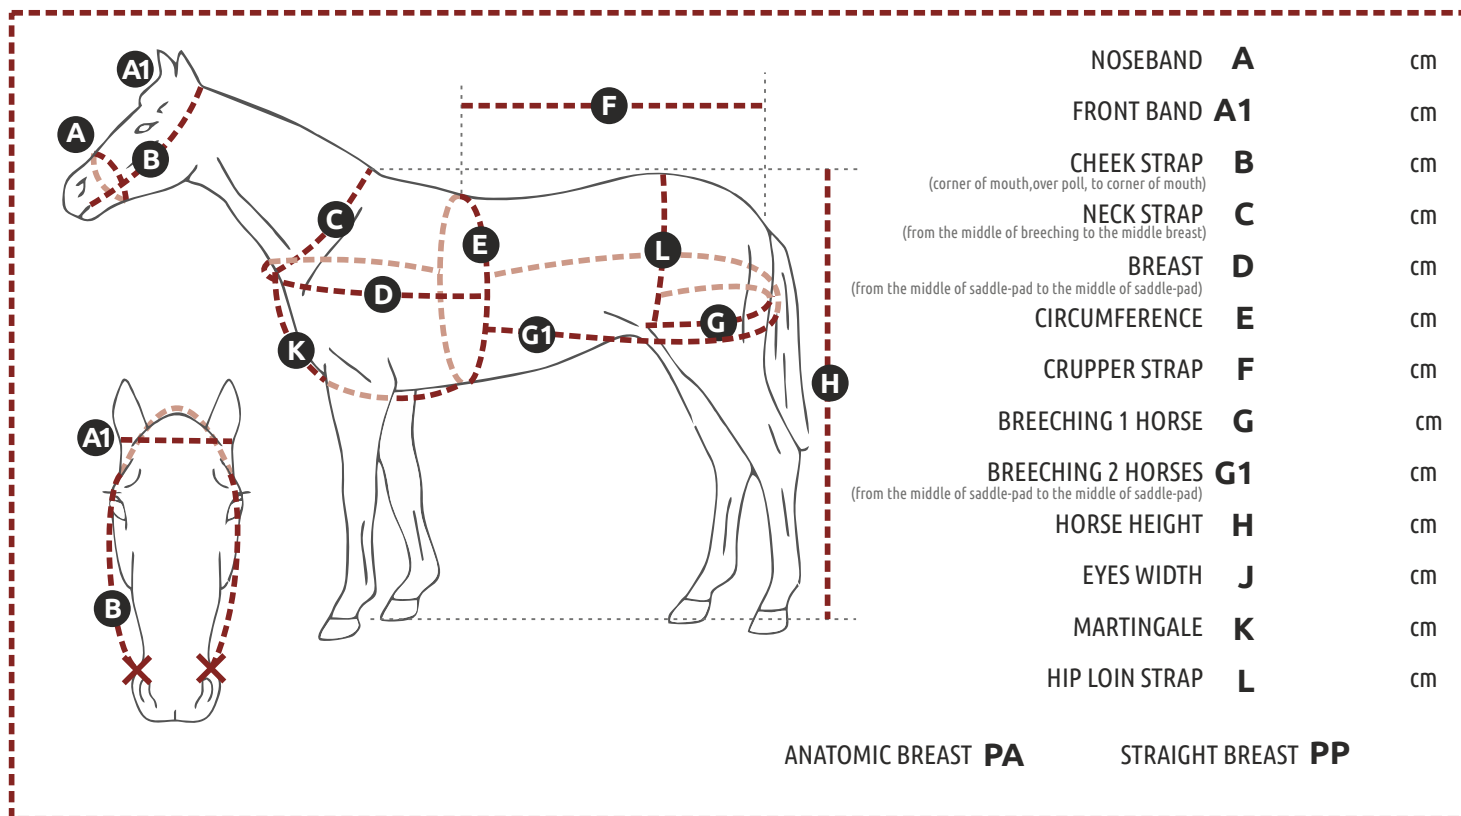 A1
A
B
C
D
E
F
G
G1
H
K
L
A1
B
NOSEBAND A cm
FRONT BAND A1 cm
CHEEK STRAP B cm
(corner of mouth,over poll, to corner of mouth)
NECK STRAP C cm
(from the middle of breeching to the middle breast)
BREAST D cm
(from the middle of saddle-pad to the middle of saddle-pad)
CIRCUMFERENCE E cm
CRUPPER STRAP F cm
BREECHING 1 HORSE G cm
BREECHING 2 HORSES G1 cm
(from the middle of saddle-pad to the middle of saddle-pad)
HORSE HEIGHT H cm
EYES WIDTH J cm
MARTINGALE K cm
HIP LOIN STRAP L cm
ANATOMIC BREAST PA STRAIGHT BREAST PP